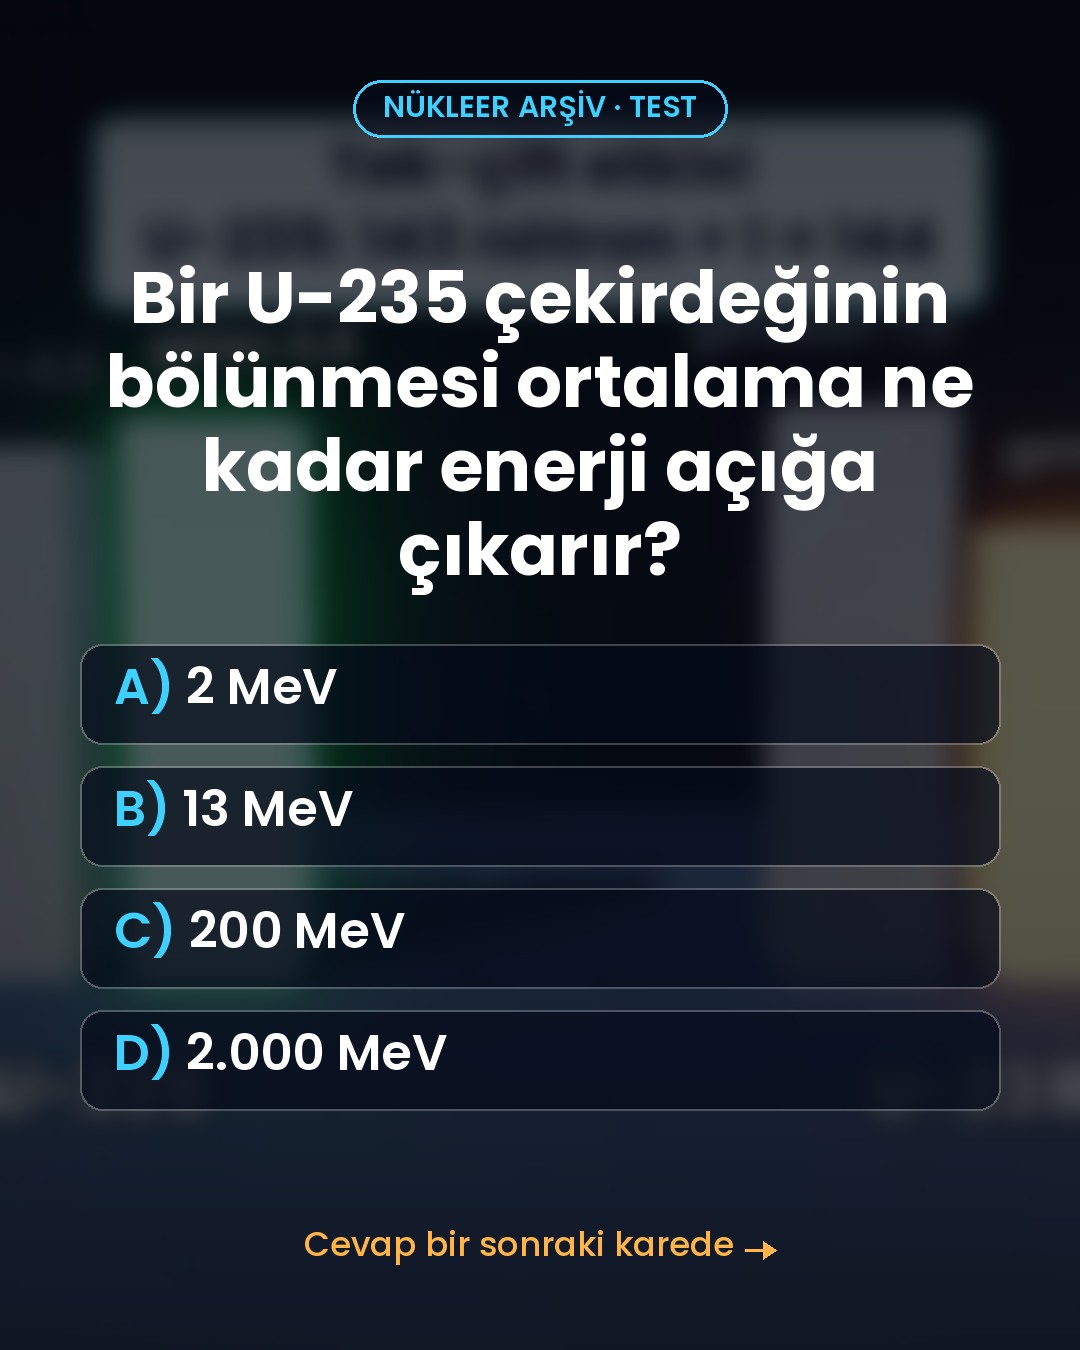 NÜKLEER ARŞİV · TEST
Bir U-235 çekirdeğinin
bölünmesi ortalama ne
kadar enerji açığa
çıkarır?
A) 2 MeV
B) 13 MeV
C) 200 MeV
D) 2.000 MeV
Cevap bir sonraki karede →